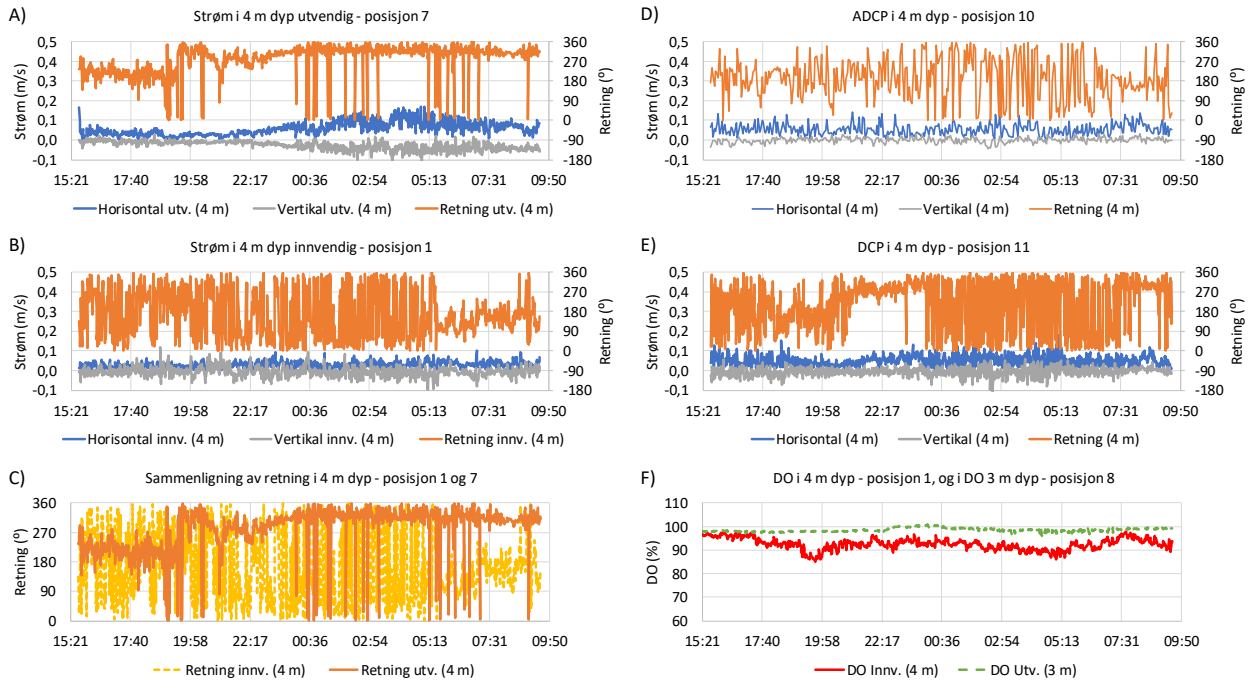 A)
Strøm i 4 m dyp utvendig - posisjon 7
Strøm (m/s)
0,5
0,4
0,3
0,2
0,1
0,0
-0,1
360
270
180
90
0
-90
-180
Retning (⁰)
15:21 17:40 19:58 22:17 00:36 02:54 05:13 07:31 09:50
Horisontal utv. (4 m) Vertikal utv. (4 m) Retning utv. (4 m)
B)
Strøm i 4 m dyp innvendig - posisjon 1
Strøm (m/s)
0,5
0,4
0,3
0,2
0,1
0,0
-0,1
360
270
180
90
0
-90
-180
Retning (⁰)
15:21 17:40 19:58 22:17 00:36 02:54 05:13 07:31 09:50
Horisontal innv. (4 m) Vertikal innv. (4 m) Retning innv. (4 m)
C)
Sammenligning av retning i 4 m dyp - posisjon 1 og 7
Retning (⁰)
360
270
180
90
0
15:21 17:40 19:58 22:17 00:36 02:54 05:13 07:31 09:50
Retning innv. (4 m) Retning utv. (4 m)
D)
ADCP i 4 m dyp - posisjon 10
Strøm (m/s)
0,5
0,4
0,3
0,2
0,1
0,0
-0,1
360
270
180
90
0
-90
-180
Retning (⁰)
15:21 17:40 19:58 22:17 00:36 02:54 05:13 07:31 09:50
Horisontal (4 m) Vertikal (4 m) Retning (4 m)
E)
DCP i 4 m dyp - posisjon 11
Strøm (m/s)
0,5
0,4
0,3
0,2
0,1
0,0
-0,1
360
270
180
90
0
-90
-180
Retning (⁰)
15:21 17:40 19:58 22:17 00:36 02:54 05:13 07:31 09:50
Horisontal (4 m) Vertikal (4 m) Retning (4 m)
F)
DO i 4 m dyp - posisjon 1, og i DO 3 m dyp - posisjon 8
DO (%)
110
100
90
80
70
60
15:21 17:40 19:58 22:17 00:36 02:54 05:13 07:31 09:50
DO Innv. (4 m) DO Utv. (3 m)